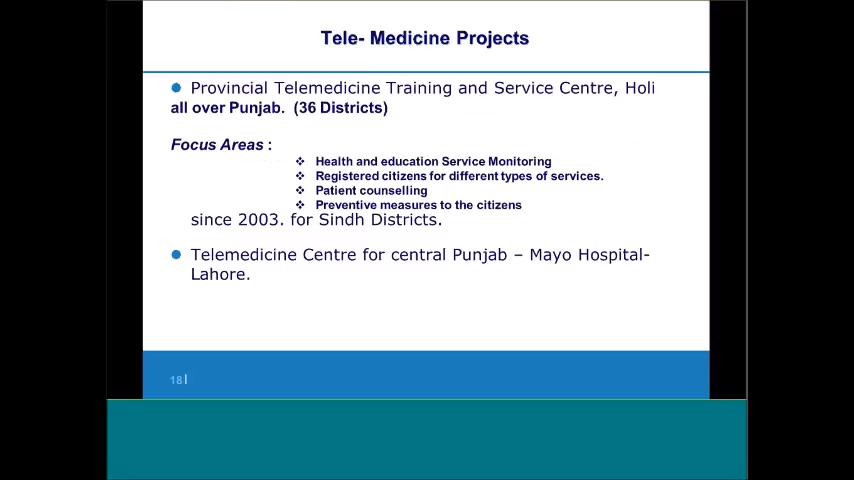 Tele- Medicine Projects
Provincial Telemedicine Training and Service Centre, Holi
all over Punjab. (36 Districts)
Focus Areas :
Health and education Service Monitoring
Registered citizens for different types of services.
Patient counselling
Preventive measures to the citizens
since 2003. for Sindh Districts.
Telemedicine Centre for central Punjab – Mayo Hospital-
Lahore.
18